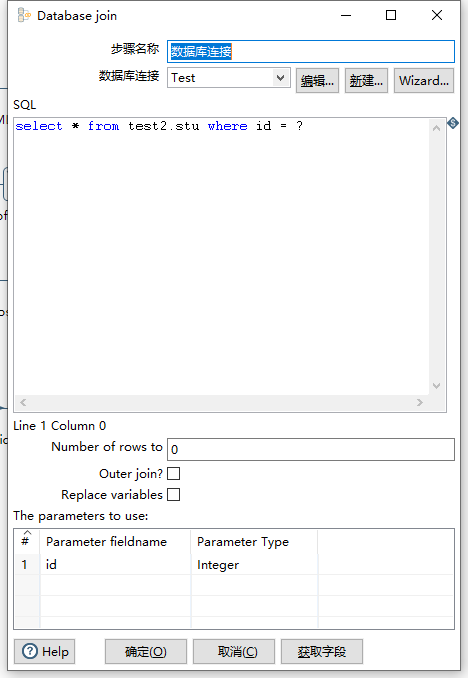 Database join
步骤名称 数据库连接
数据库连接 Test 编辑... 新建... Wizard...
SQL
select * from test2.stu where id = ?
Line 1 Column 0
Number of rows to 0
Outer join?
Replace variables
The parameters to use:
# Parameter fieldname Parameter Type
1 id Integer
Help 确定(O) 取消(C) 获取字段